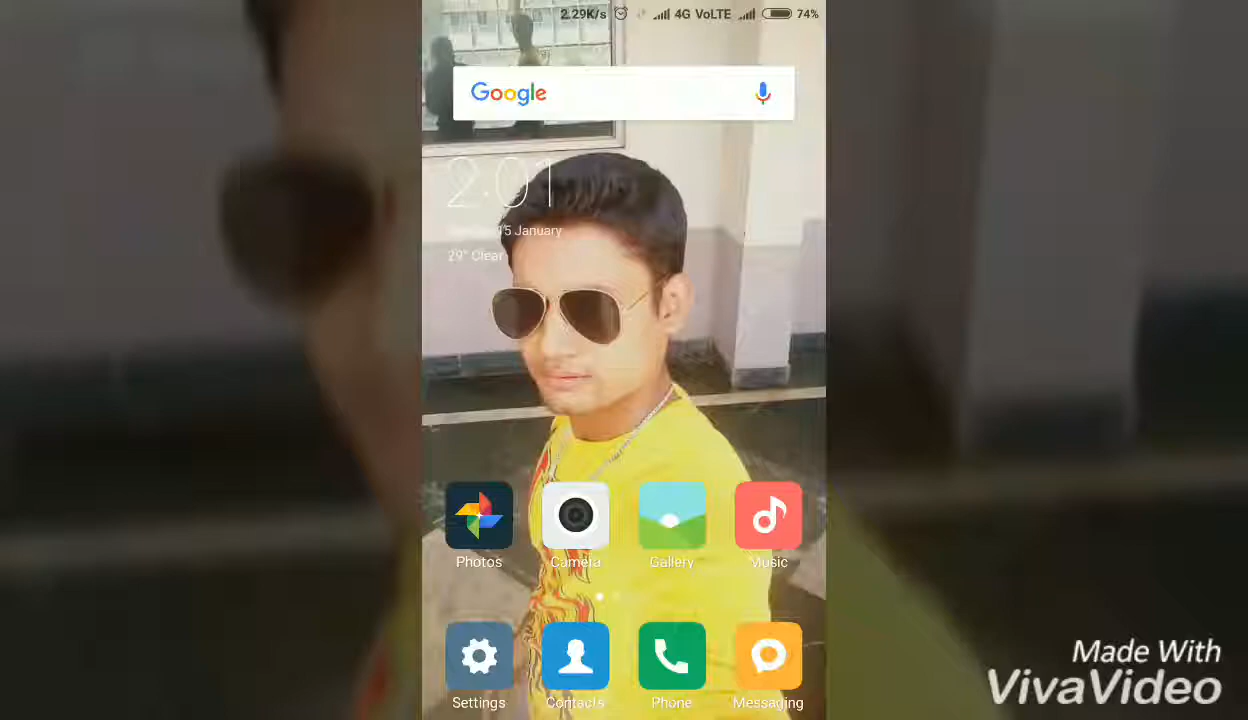 2.29K/s 4G VoLTE 74%
Google
2:01
15 January
29° Clear
Photos Camera Gallery Music
Settings Contacts Phone Messaging
Made With
VivaVideo